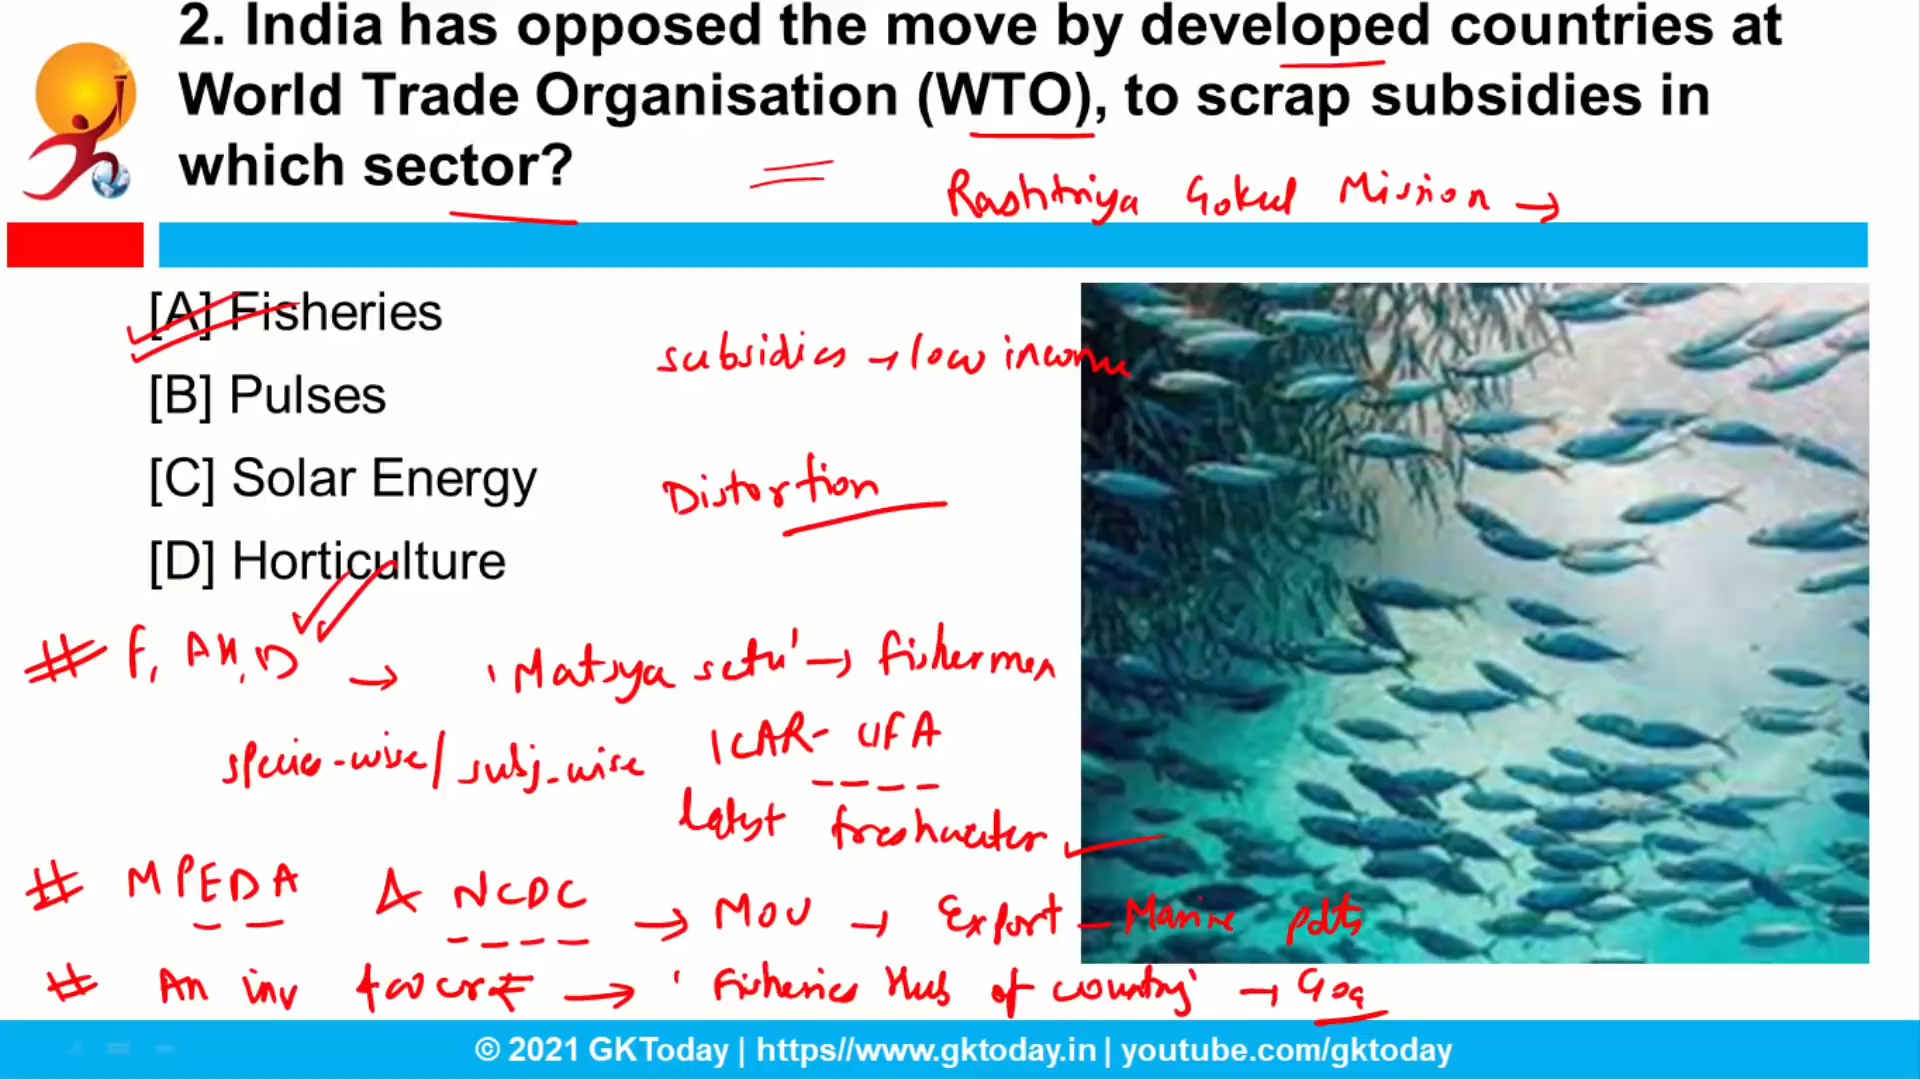 2. India has opposed the move by developed countries at
World Trade Organisation (WTO), to scrap subsidies in
which sector?
Rashtriya Gokul Mission →
[A] Fisheries
subsidies → low income
[B] Pulses
[C] Solar Energy
Distortion
[D] Horticulture
# F, AH, D → 'Matsya setu' → fishermen
species-wise/subj-wise ICAR-
latest freshwater
# MPEDA & NCDC → MOU → Export - Marine pdts
# An inv 400 cr ₹ → 'Fisheries Hub of country' → Goa
© 2021 GKToday | https//www.gktoday.in | youtube.com/gktoday